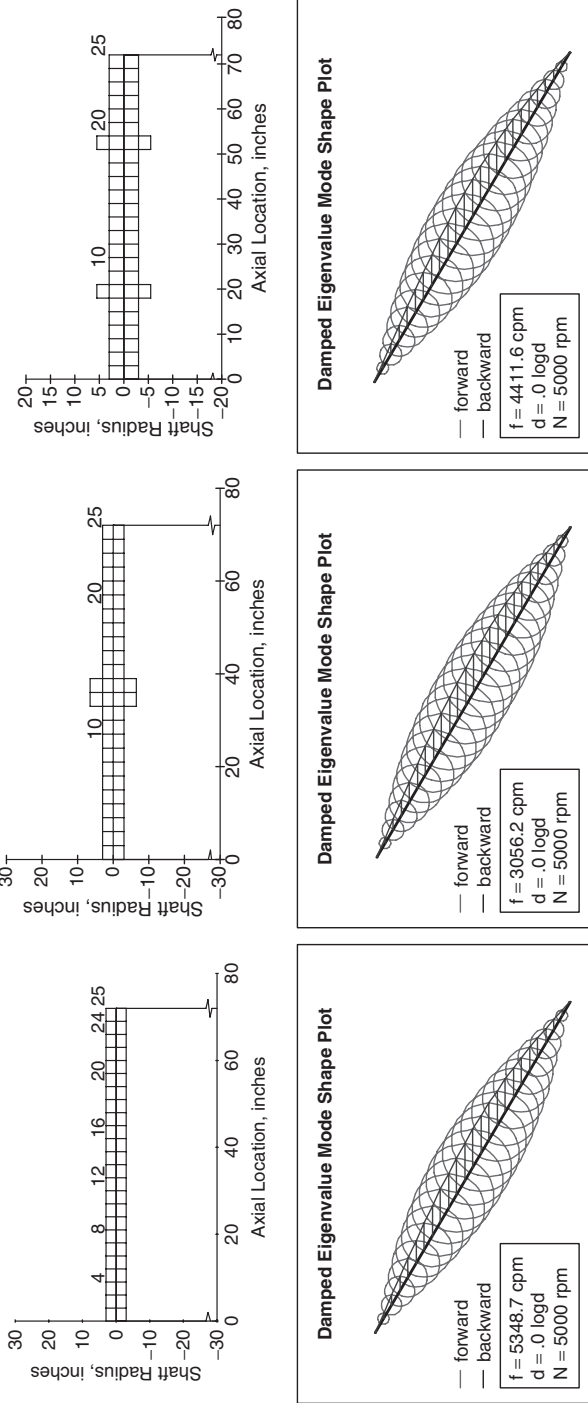 30
20
10
0
−10
−20
−30
Shaft Radius, inches
4
8
12
16
20
24
25
0
20
40
60
80
Axial Location, inches
Damped Eigenvalue Mode Shape Plot
forward
backward
f = 5348.7 cpm
d = .0 logd
N = 5000 rpm
30
20
10
0
−10
−20
−30
Shaft Radius, inches
10
20
25
0
20
40
60
80
Axial Location, inches
Damped Eigenvalue Mode Shape Plot
forward
backward
f = 3056.2 cpm
d = .0 logd
N = 5000 rpm
20
15
10
5
0
−5
−10
−15
−20
Shaft Radius, inches
10
20
25
0
10
20
30
40
50
60
70
80
Axial Location, inches
Damped Eigenvalue Mode Shape Plot
forward
backward
f = 4411.6 cpm
d = .0 logd
N = 5000 rpm